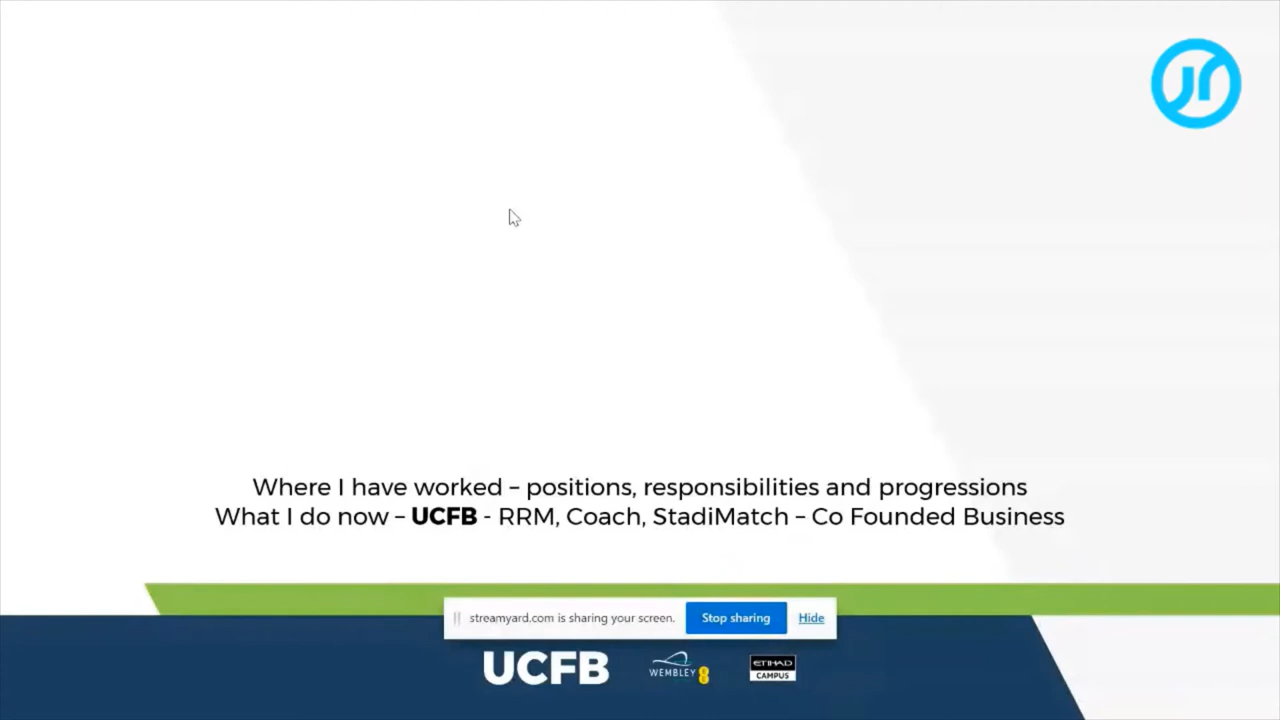 Where I have worked – positions, responsibilities and progressions
What I do now – UCFB - RRM, Coach, StadiMatch – Co Founded Business
streamyard.com is sharing your screen. Stop sharing Hide
UCFB WEMBLEY EE ETIHAD CAMPUS